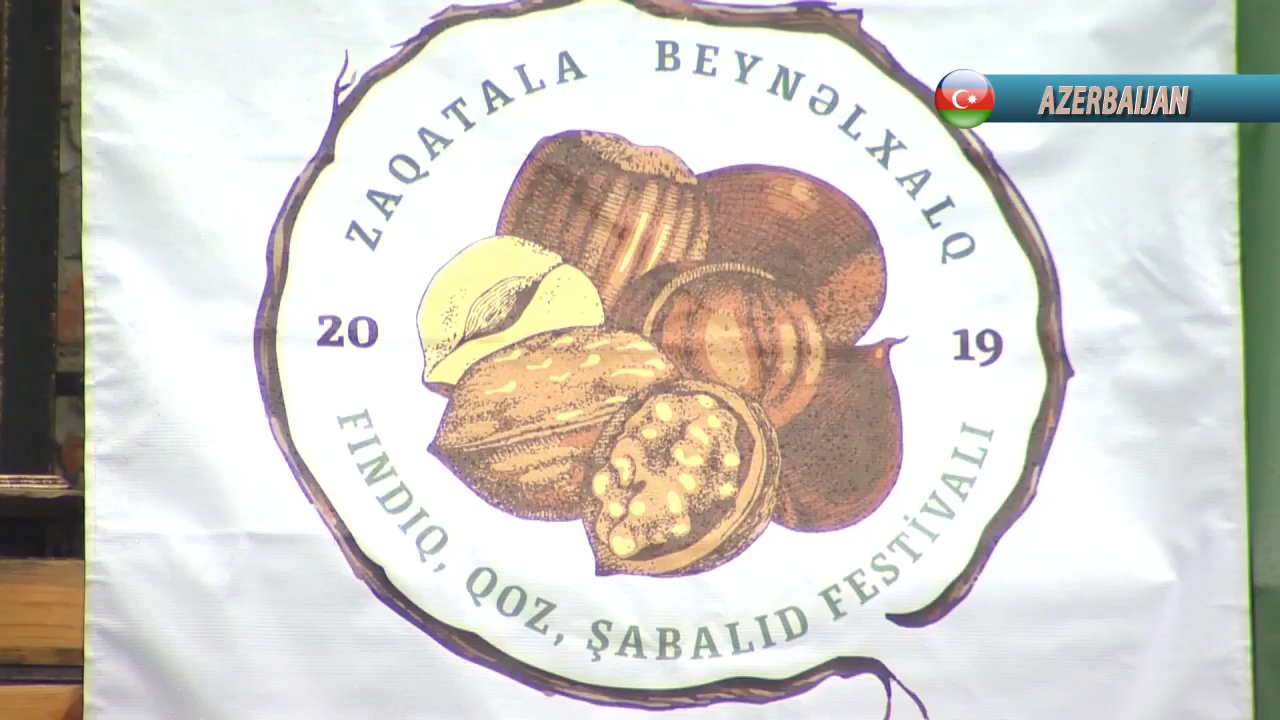 ZAQATALA BEYNƏLXALQ
20 19
FINDIQ, QOZ, ŞABALID FESTİVALI
AZERBAIJAN